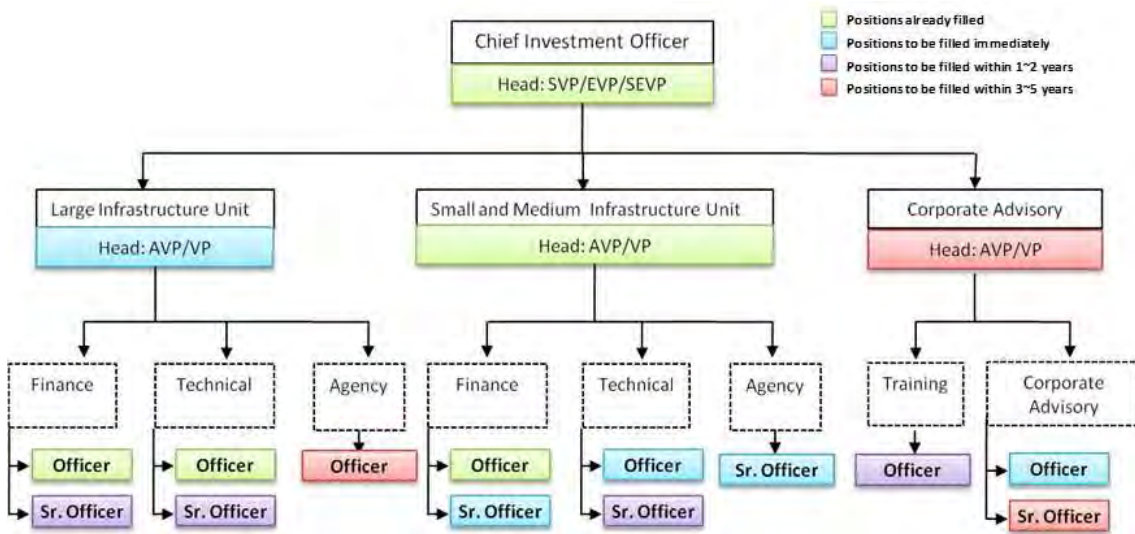 Positions already filled
Positions to be filled immediately
Positions to be filled within 1~2 years
Positions to be filled within 3~5 years
Chief Investment Officer
Head: SVP/EVP/SEVP
Large Infrastructure Unit
Head: AVP/VP
Small and Medium Infrastructure Unit
Head: AVP/VP
Corporate Advisory
Head: AVP/VP
Finance
Technical
Agency
Finance
Technical
Agency
Training
Corporate
Advisory
Officer
Officer
Officer
Officer
Officer
Sr. Officer
Officer
Officer
Sr. Officer
Sr. Officer
Sr. Officer
Sr. Officer
Sr. Officer